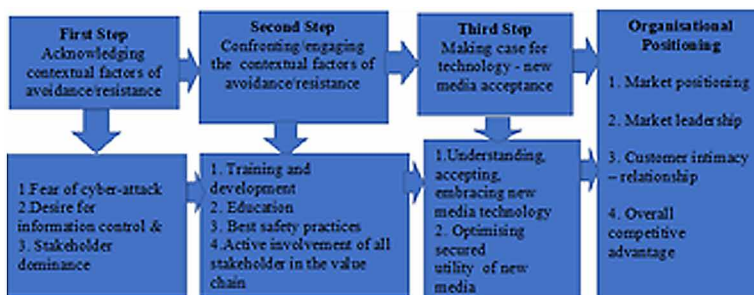 First Step
Acknowledging
contextual factors of
avoidance/resistance
Second Step
Confronting/engaging
the contextual factors of
avoidance/resistance
Third Step
Making case for
technology - new
media acceptance
Organisational
Positioning
1. Market positioning
2. Market leadership
3. Customer intimacy
– relationship
4. Overall
competitive
advantage
1 Fear of cyber-attack
2.Desire for
information control &
3. Stakeholder
dominance
1. Training and
development
2. Education
3. Best safety practices
4.Active involvement of all
stakeholder in the value
chain
1.Understanding,
accepting,
embracing new
media technology
2. Optimising
secured
utility of new
media